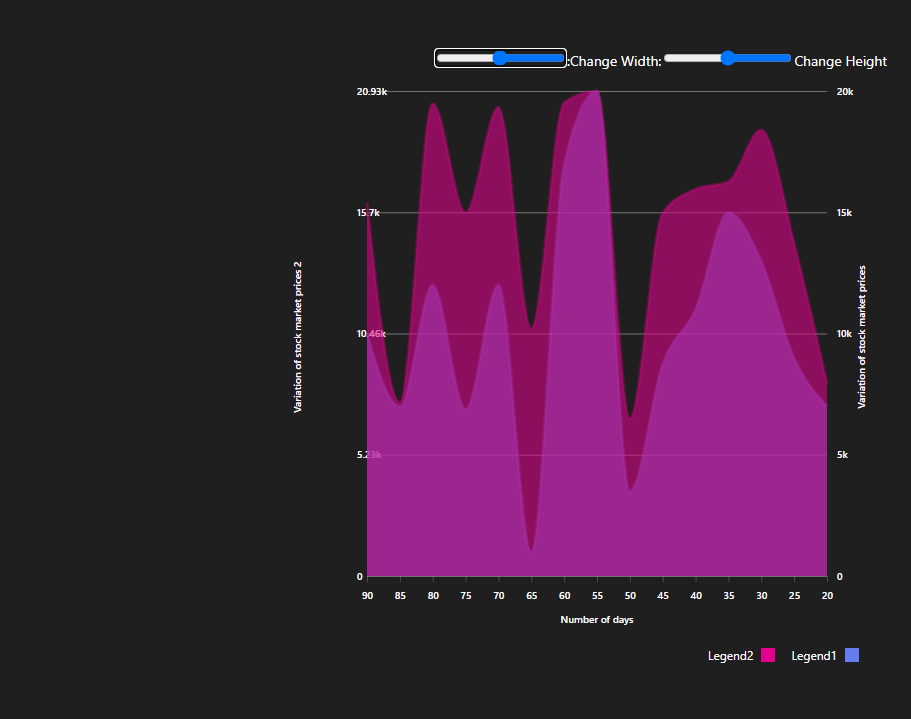 :Change Width: Change Height
20.93k 20k
15.7k 15k
10.46k 10k
5.23k 5k
0 0
Variation of stock market prices 2
Variation of stock market prices
90 85 80 75 70 65 60 55 50 45 40 35 30 25 20
Number of days
Legend2 Legend1